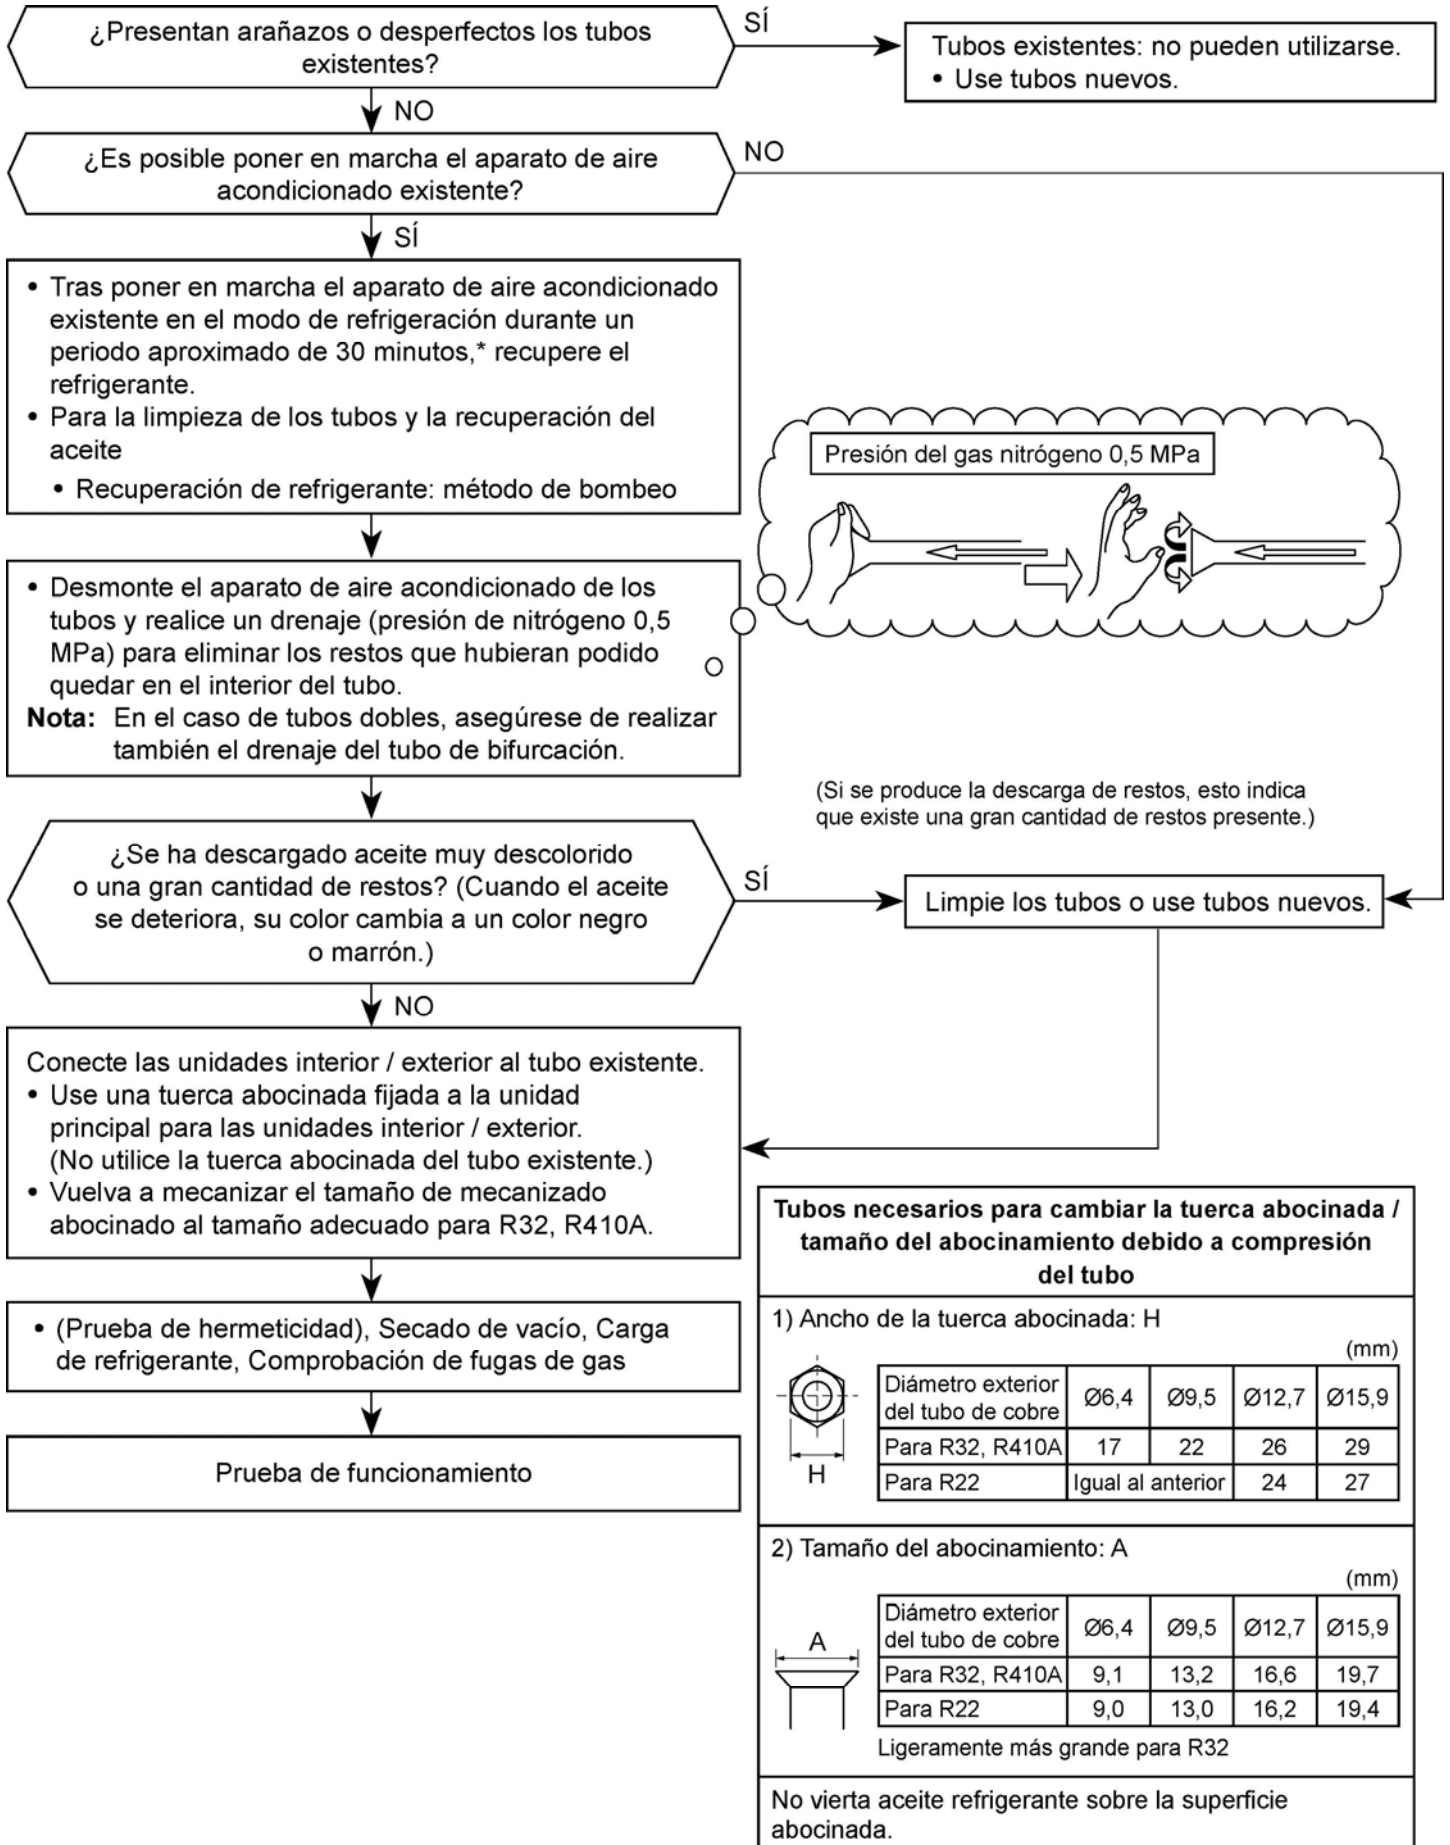 ¿Presentan arañazos o desperfectos los tubos
existentes?
SÍ
Tubos existentes: no pueden utilizarse.
• Use tubos nuevos.
NO
¿Es posible poner en marcha el aparato de aire
acondicionado existente?
NO
SÍ
• Tras poner en marcha el aparato de aire acondicionado
existente en el modo de refrigeración durante un
periodo aproximado de 30 minutos,* recupere el
refrigerante.
• Para la limpieza de los tubos y la recuperación del
aceite
• Recuperación de refrigerante: método de bombeo
Presión del gas nitrógeno 0,5 MPa
• Desmonte el aparato de aire acondicionado de los
tubos y realice un drenaje (presión de nitrógeno 0,5
MPa) para eliminar los restos que hubieran podido
quedar en el interior del tubo.
Nota: En el caso de tubos dobles, asegúrese de realizar
también el drenaje del tubo de bifurcación.
(Si se produce la descarga de restos, esto indica
que existe una gran cantidad de restos presente.)
¿Se ha descargado aceite muy descolorido
o una gran cantidad de restos? (Cuando el aceite
se deteriora, su color cambia a un color negro
o marrón.)
SÍ
Limpie los tubos o use tubos nuevos.
NO
Conecte las unidades interior / exterior al tubo existente.
• Use una tuerca abocinada fijada a la unidad
principal para las unidades interior / exterior.
(No utilice la tuerca abocinada del tubo existente.)
• Vuelva a mecanizar el tamaño de mecanizado
abocinado al tamaño adecuado para R32, R410A.
• (Prueba de hermeticidad), Secado de vacío, Carga
de refrigerante, Comprobación de fugas de gas
Prueba de funcionamiento
Tubos necesarios para cambiar la tuerca abocinada /
tamaño del abocinamiento debido a compresión
del tubo
1) Ancho de la tuerca abocinada: H
(mm)
H
Diámetro exterior
del tubo de cobre Ø6,4 Ø9,5 Ø12,7 Ø15,9
Para R32, R410A 17 22 26 29
Para R22 Igual al anterior 24 27
2) Tamaño del abocinamiento: A
(mm)
A
Diámetro exterior
del tubo de cobre Ø6,4 Ø9,5 Ø12,7 Ø15,9
Para R32, R410A 9,1 13,2 16,6 19,7
Para R22 9,0 13,0 16,2 19,4
Ligeramente más grande para R32
No vierta aceite refrigerante sobre la superficie
abocinada.